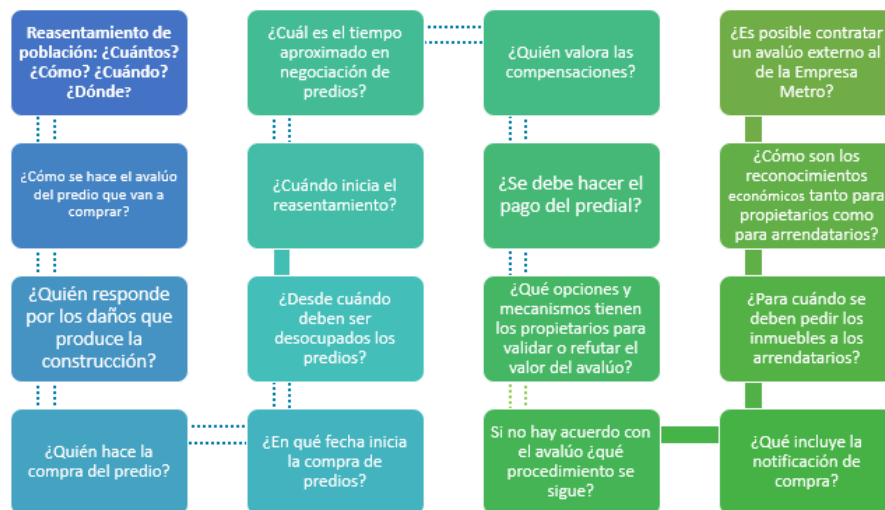 Reasentamiento de
población: ¿Cuántos?
¿Cómo? ¿Cuándo?
¿Dónde?
¿Cómo se hace el avalúo
del predio que van a
comprar?
¿Quién responde
por los daños que
produce la
construcción?
¿Quién hace la
compra del predio?
¿En qué fecha inicia
la compra de
predios?
¿Desde cuándo
deben ser
desocupados los
predios?
¿Cuándo inicia el
reasentamiento?
¿Cuál es el tiempo
aproximado en
negociación de
predios?
¿Quién valora las
compensaciones?
¿Se debe hacer el
pago del predial?
¿Qué opciones y
mecanismos tienen
los propietarios para
validar o refutar el
valor del avalúo?
Si no hay acuerdo con
el avalúo ¿qué
procedimiento se
sigue?
¿Qué incluye la
notificación de
compra?
¿Para cuándo se
deben pedir los
inmuebles a los
arrendatarios?
¿Cómo son los
reconocimientos
económicos tanto para
propietarios como
para arrendatarios?
¿Es posible contratar
un avalúo externo al
de la Empresa
Metro?